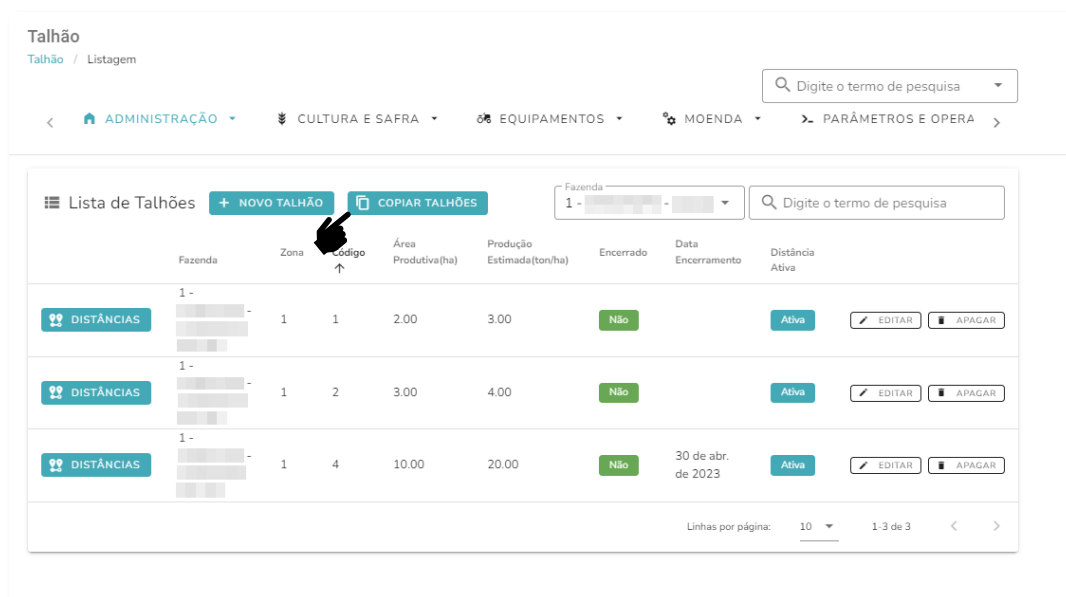 Talhão
Talhão / Listagem
Digite o termo de pesquisa
ADMINISTRAÇÃO CULTURA E SAFRA EQUIPAMENTOS MOENDA PARÂMETROS E OPERA
Lista de Talhões + NOVO TALHÃO COPIAR TALHÕES Fazenda 1 - - Digite o termo de pesquisa
Fazenda Zona Código Área Produtiva(ha) Produção Estimada(ton/ha) Encerrado Data Encerramento Distância Ativa
DISTÂNCIAS 1 - - 1 1 2.00 3.00 Não Ativa EDITAR APAGAR
DISTÂNCIAS 1 - - 1 2 3.00 4.00 Não Ativa EDITAR APAGAR
DISTÂNCIAS 1 - - 1 4 10.00 20.00 Não 30 de abr. de 2023 Ativa EDITAR APAGAR
Linhas por página: 10 1-3 de 3